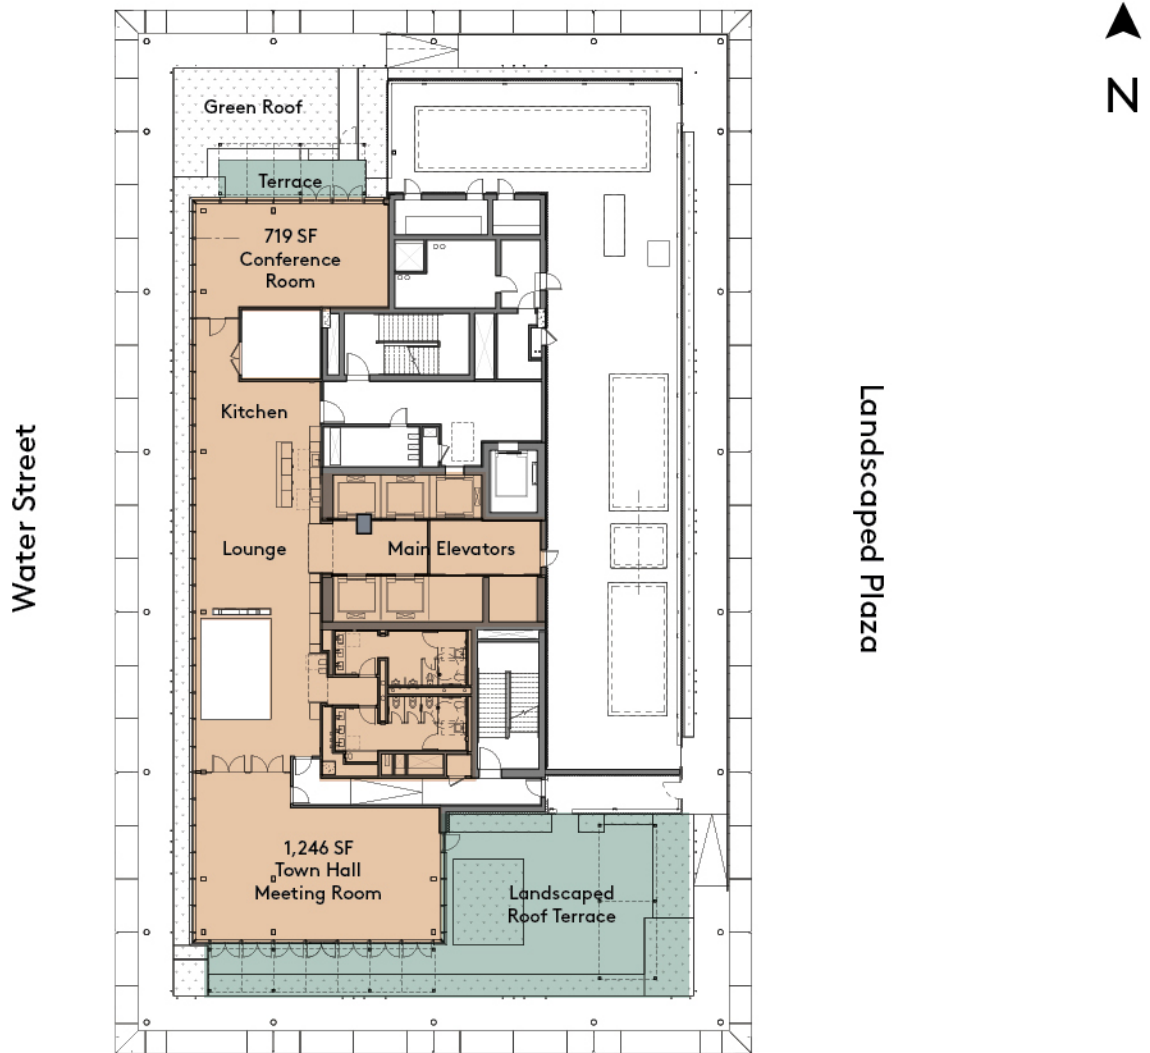 N
Green Roof
Terrace
719 SF
Conference
Room
Kitchen
Water Street
Landscaped Plaza
Lounge
Main Elevators
1,246 SF
Town Hall
Meeting Room
Landscaped
Roof Terrace